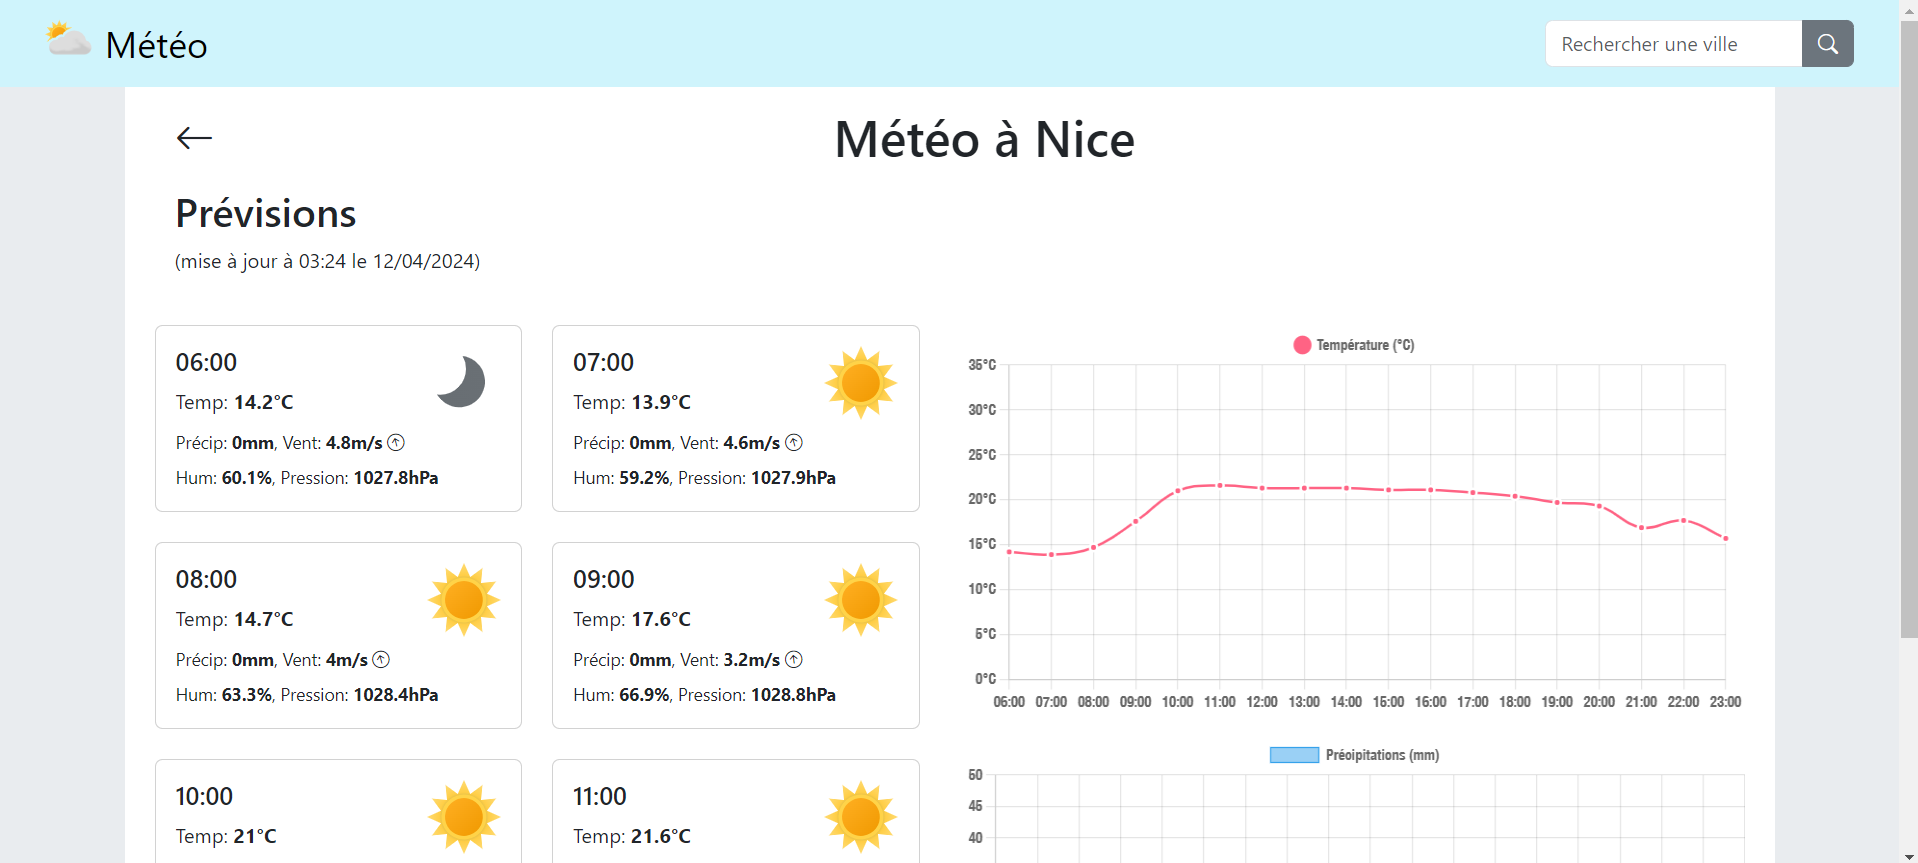 Météo
Rechercher une ville
Météo à Nice
Prévisions
(mise à jour à 03:24 le 12/04/2024)
06:00
Temp: 14.2°C
Précip: 0mm, Vent: 4.8m/s
Hum: 60.1%, Pression: 1027.8hPa
07:00
Temp: 13.9°C
Précip: 0mm, Vent: 4.6m/s
Hum: 59.2%, Pression: 1027.9hPa
08:00
Temp: 14.7°C
Précip: 0mm, Vent: 4m/s
Hum: 63.3%, Pression: 1028.4hPa
09:00
Temp: 17.6°C
Précip: 0mm, Vent: 3.2m/s
Hum: 66.9%, Pression: 1028.8hPa
10:00
Temp: 21°C
11:00
Temp: 21.6°C
Température (°C)
35°C
30°C
25°C
20°C
15°C
10°C
5°C
0°C
06:00 07:00 08:00 09:00 10:00 11:00 12:00 13:00 14:00 15:00 16:00 17:00 18:00 19:00 20:00 21:00 22:00 23:00
Précipitations (mm)
50
45
40